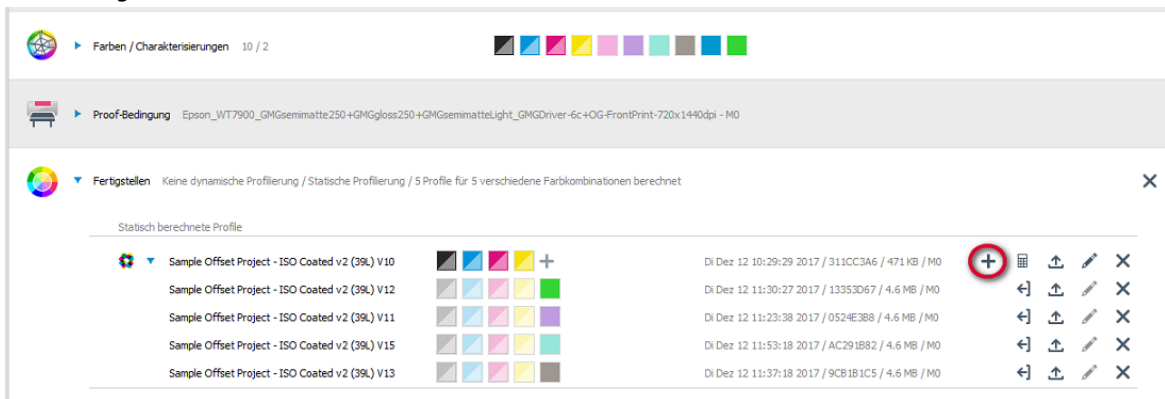 Farben / Charakterisierungen 10 / 2
Proof-Bedingung Epson_WT7900_GMGsemimatte250+GMGgloss250+GMGsemimatteLight_GMGDriver-6c+OG-FrontPrint-720x1440dpi - M0
Fertigstellen Keine dynamische Profilierung / Statische Profilierung / 5 Profile für 5 verschiedene Farbkombinationen berechnet
Statisch berechnete Profile
Sample Offset Project - ISO Coated v2 (39L) V10 Di Dez 12 10:29:29 2017 / 311CC3A6 / 471 KB / M0
Sample Offset Project - ISO Coated v2 (39L) V12 Di Dez 12 11:30:27 2017 / 13353D67 / 4.6 MB / M0
Sample Offset Project - ISO Coated v2 (39L) V11 Di Dez 12 11:23:38 2017 / 0524E3B8 / 4.6 MB / M0
Sample Offset Project - ISO Coated v2 (39L) V15 Di Dez 12 11:53:18 2017 / AC291B82 / 4.6 MB / M0
Sample Offset Project - ISO Coated v2 (39L) V13 Di Dez 12 11:37:18 2017 / 9CB1B1C5 / 4.6 MB / M0